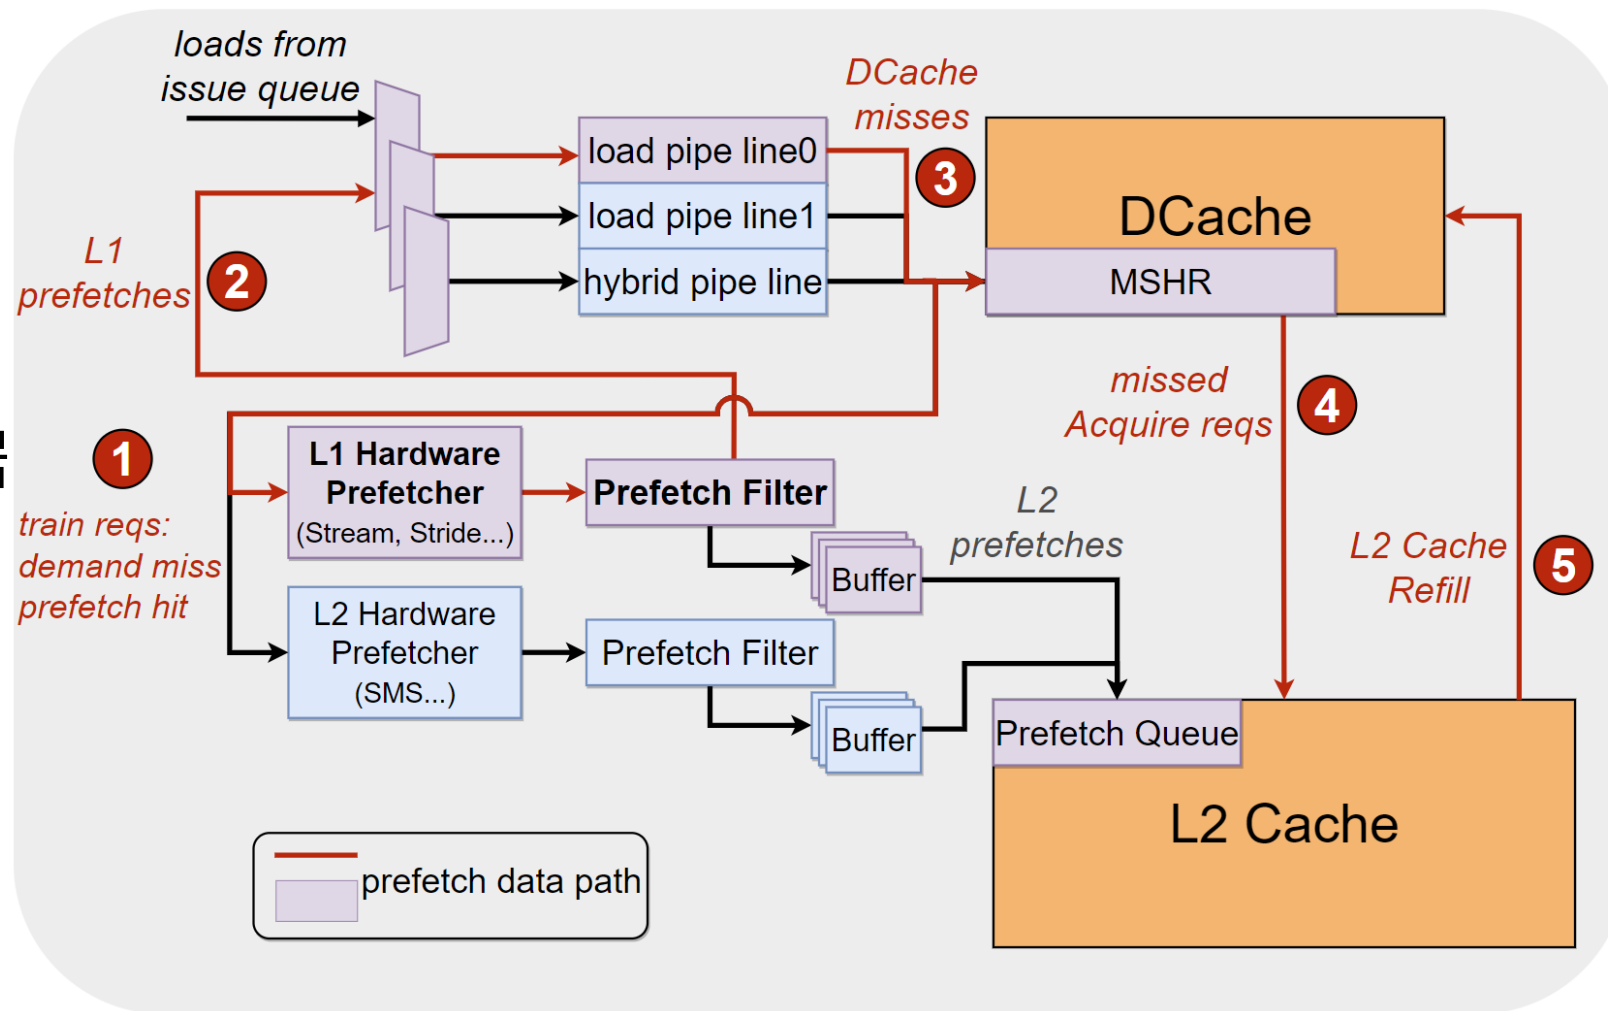 loads from
issue queue
DCache
misses
load pipe line0
3
load pipe line1
DCache
L1
prefetches
2
hybrid pipe line
MSHR
missed
Acquire reqs
4
1
train reqs:
demand miss
prefetch hit
L1 Hardware
Prefetcher
(Stream, Stride...)
Prefetch Filter
L2
prefetches
Buffer
L2 Cache
Refill
5
L2 Hardware
Prefetcher
(SMS...)
Prefetch Filter
Buffer
Prefetch Queue
L2 Cache
prefetch data path